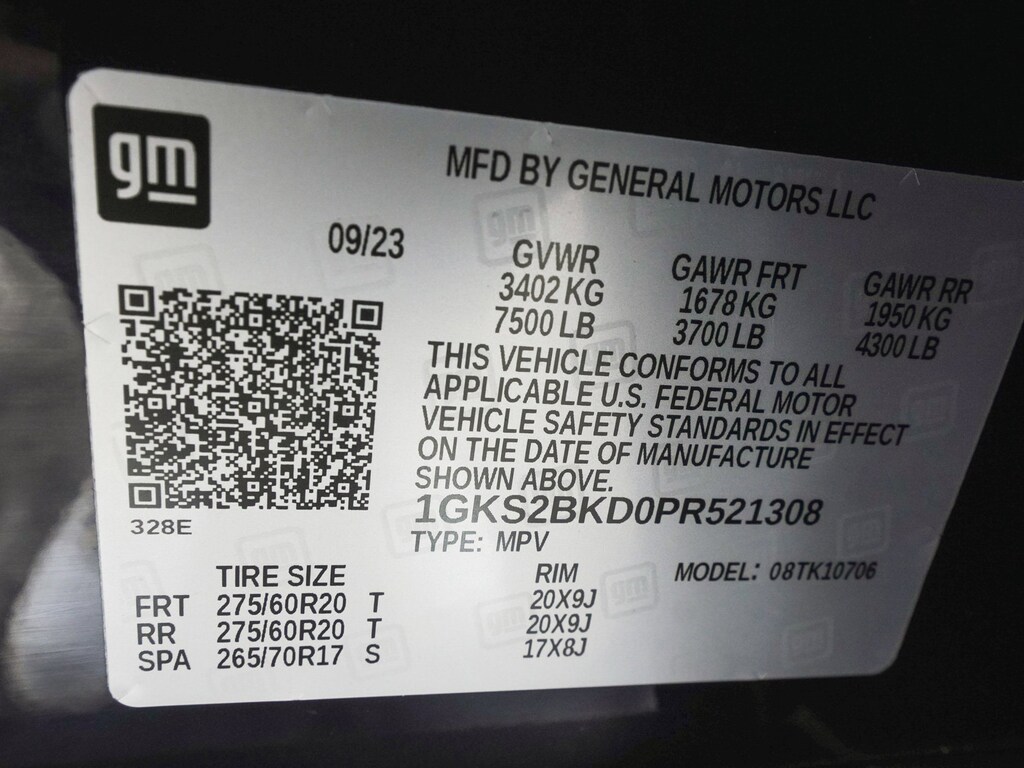 gm
MFD BY GENERAL MOTORS LLC
09/23
GVWR GAWR FRT GAWR RR
3402 KG 1678 KG 1950 KG
7500 LB 3700 LB 4300 LB
THIS VEHICLE CONFORMS TO ALL
APPLICABLE U.S. FEDERAL MOTOR
VEHICLE SAFETY STANDARDS IN EFFECT
ON THE DATE OF MANUFACTURE
SHOWN ABOVE.
1GKS2BKD0PR521308
328E
TYPE: MPV
TIRE SIZE RIM MODEL: 08TK10706
FRT 275/60R20 T 20X9J
RR 275/60R20 T 20X9J
SPA 265/70R17 S 17X8J